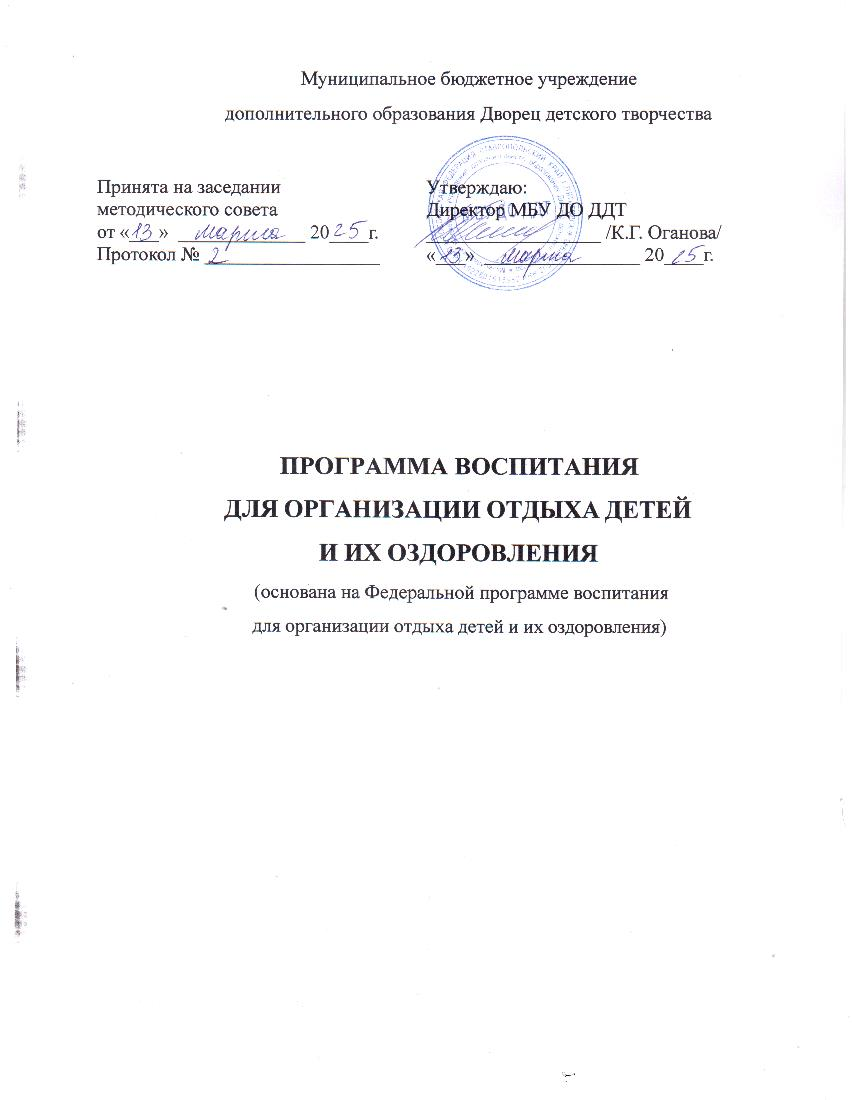 Муниципальное бюджетное учреждение
дополнительного образования Дворец детского творчества
Принята на заседании
методического совета
от «13» марта 2025 г.
Протокол № 2
Утверждаю:
Директор МБУ ДО ДДТ
/К.Г. Оганова/
«13» марта 2025 г.
ПРОГРАММА ВОСПИТАНИЯ
ДЛЯ ОРГАНИЗАЦИИ ОТДЫХА ДЕТЕЙ
И ИХ ОЗДОРОВЛЕНИЯ
(основана на Федеральной программе воспитания
для организации отдыха детей и их оздоровления)